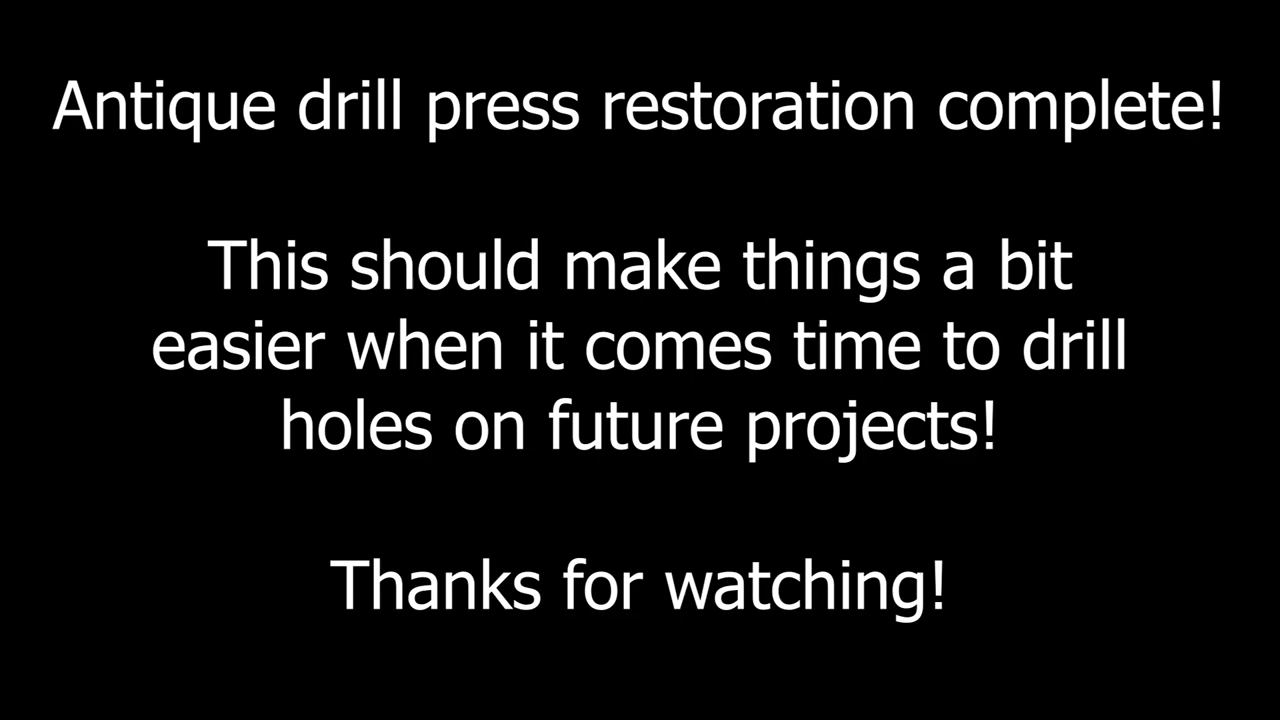 Antique drill press restoration complete!
This should make things a bit
easier when it comes time to drill
holes on future projects!
Thanks for watching!